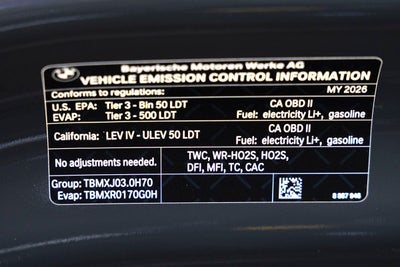 Bayerische Motoren Werke AG
VEHICLE EMISSION CONTROL INFORMATION
Conforms to regulations: MY 2026
U.S. EPA: Tier 3 - Bin 50 LDT CA OBD II
EVAP: Tier 3 - 500 LDT Fuel: electricity Li+, gasoline
California: LEV IV - ULEV 50 LDT CA OBD II
Fuel: electricity Li+, gasoline
No adjustments needed. TWC, WR-HO2S, HO2S,
DFI, MFI, TC, CAC
Group: TBMXJ03.0H70
Evap: TBMXR0170G0H